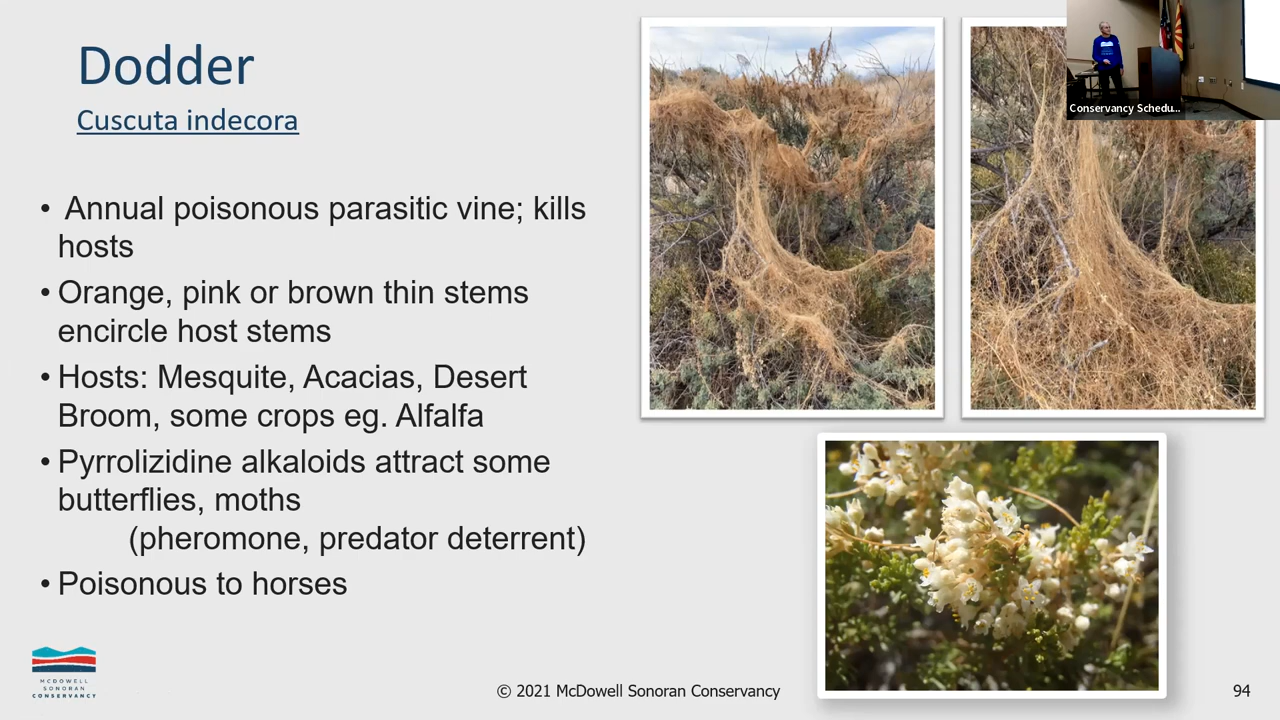 Dodder
Cuscuta indecora
• Annual poisonous parasitic vine; kills
hosts
• Orange, pink or brown thin stems
encircle host stems
• Hosts: Mesquite, Acacias, Desert
Broom, some crops eg. Alfalfa
• Pyrrolizidine alkaloids attract some
butterflies, moths
(pheromone, predator deterrent)
• Poisonous to horses
Conservancy Schedu...
MCDOWELL
SONORAN
CONSERVANCY
© 2021 McDowell Sonoran Conservancy
94